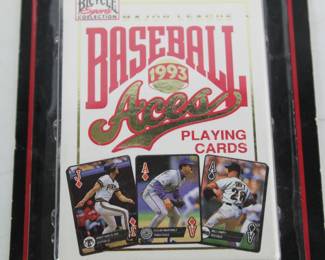 BICYCLE
Sports
COLLECTION
MAJOR LEAGUE
BASEBALL
1993
Aces
PLAYING
CARDS
J
A
A